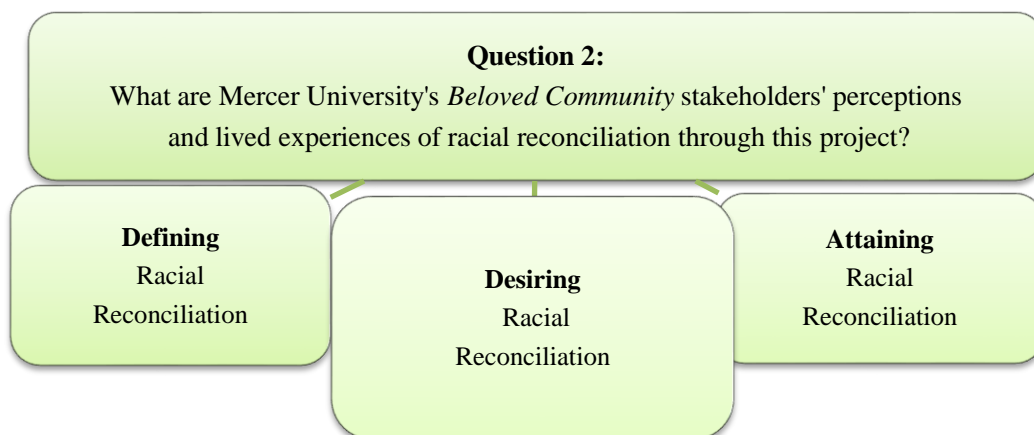 Question 2:
What are Mercer University's Beloved Community stakeholders' perceptions
and lived experiences of racial reconciliation through this project?
Defining
Racial
Reconciliation
Desiring
Racial
Reconciliation
Attaining
Racial
Reconciliation